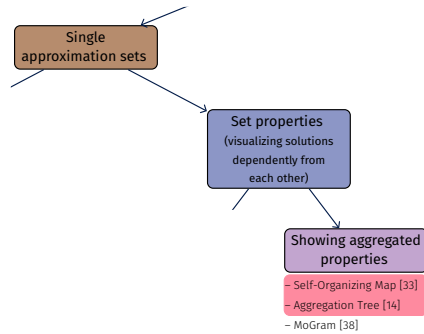 Single
approximation sets
Set properties
(visualizing solutions
dependently from
each other)
Showing aggregated
properties
– Self-Organizing Map [33]
– Aggregation Tree [14]
– MoGram [38]